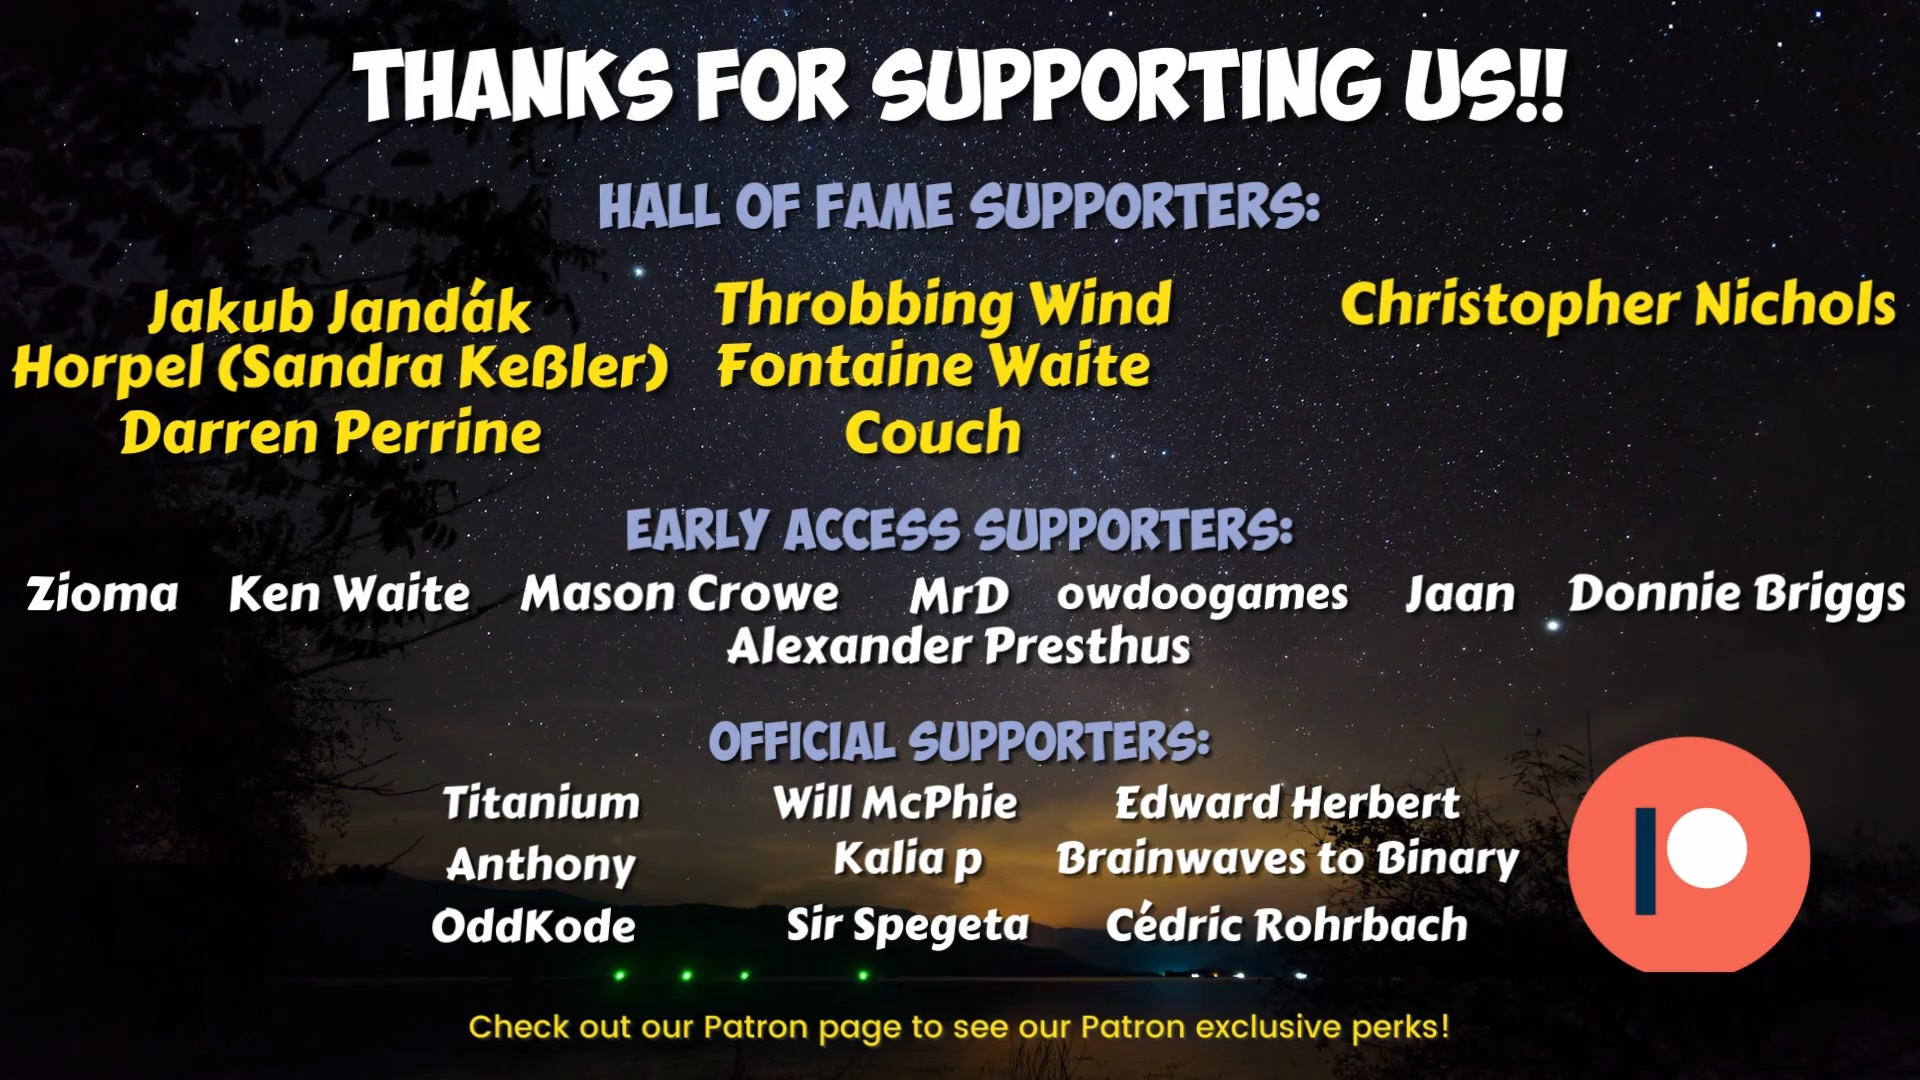 THANKS FOR SUPPORTING US!!
HALL OF FAME SUPPORTERS:
Jakub Jandák Throbbing Wind Christopher Nichols
Horpel (Sandra Keßler) Fontaine Waite
Darren Perrine Couch
EARLY ACCESS SUPPORTERS:
Zioma Ken Waite Mason Crowe MrD owdoogames Jaan Donnie Briggs
Alexander Presthus
OFFICIAL SUPPORTERS:
Titanium Will McPhie Edward Herbert
Anthony Kalia p Brainwaves to Binary
OddKode Sir Spegeta Cédric Rohrbach
Check out our Patron page to see our Patron exclusive perks!